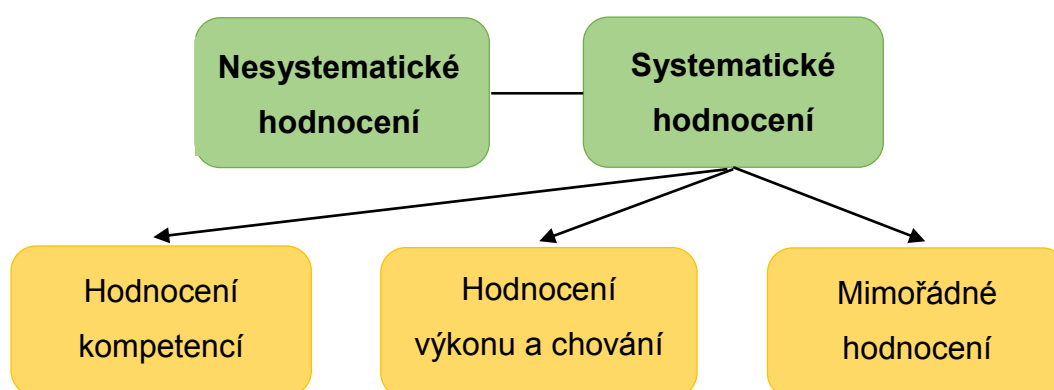 Nesystematické
hodnocení
Systematické
hodnocení
Hodnocení
kompetencí
Hodnocení
výkonu a chování
Mimořádné
hodnocení